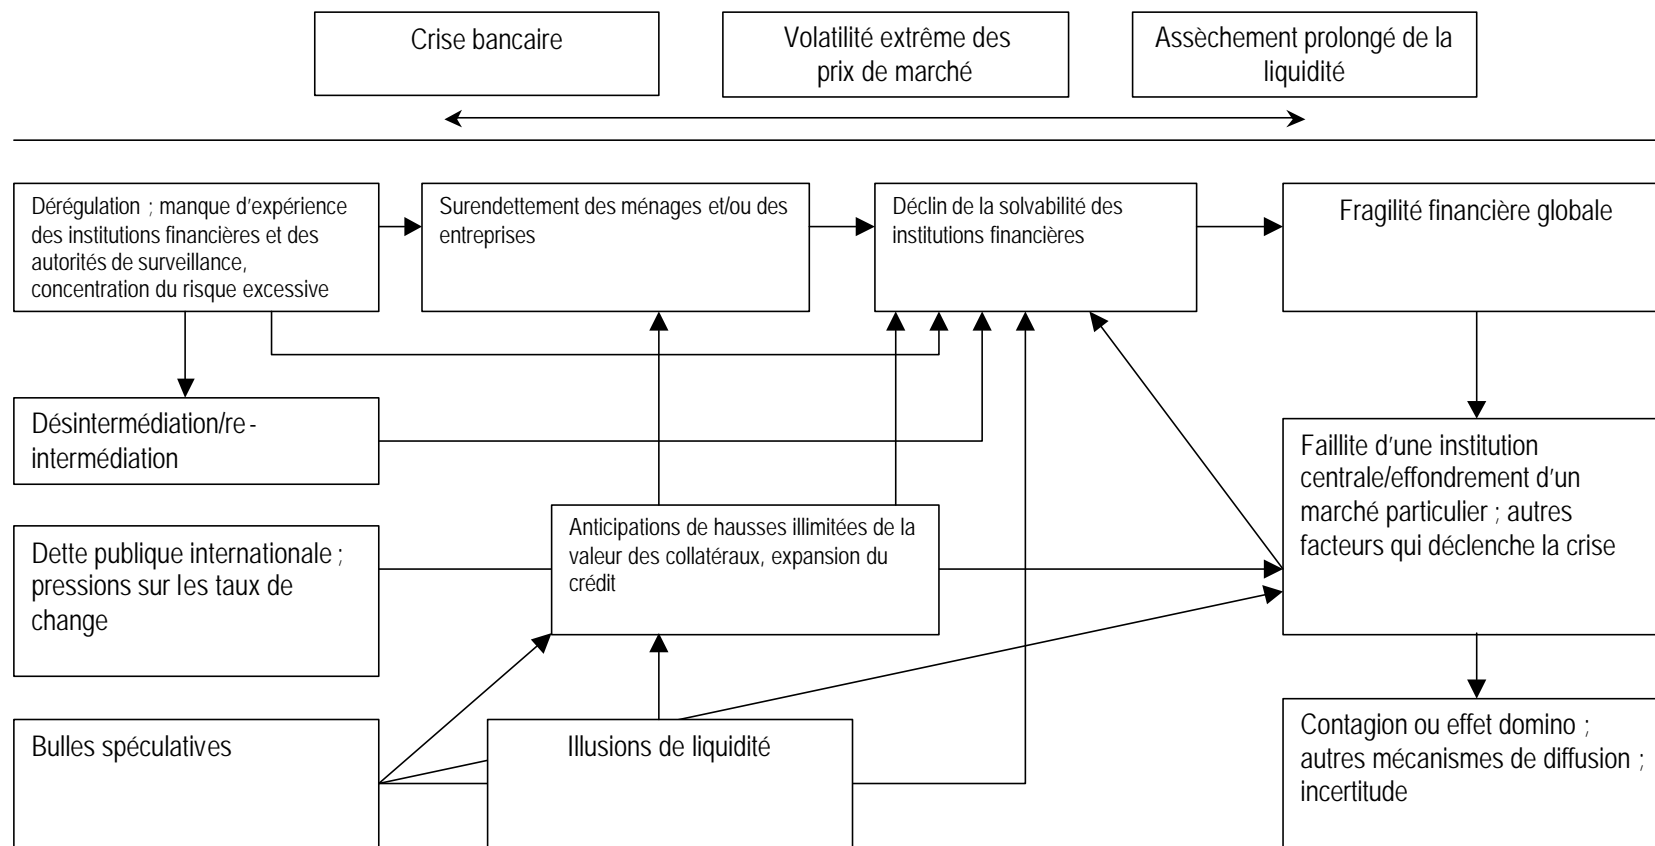 Crise bancaire
Volatilité extrême des
prix de marché
Assèchement prolongé de la
liquidité
Dérégulation ; manque d'expérience
des institutions financières et des
autorités de surveillance,
concentration du risque excessive
Surendettement des ménages et/ou des
entreprises
Déclin de la solvabilité des
institutions financières
Fragilité financière globale
Désintermédiation/re-
intermédiation
Faillite d'une institution
centrale/effondrement d'un
marché particulier ; autres
facteurs qui déclenche la crise
Anticipations de hausses illimitées de la
valeur des collatéraux, expansion du
crédit
Dette publique internationale ;
pressions sur les taux de
change
Bulles spéculatives
Illusions de liquidité
Contagion ou effet domino ;
autres mécanismes de diffusion ;
incertitude